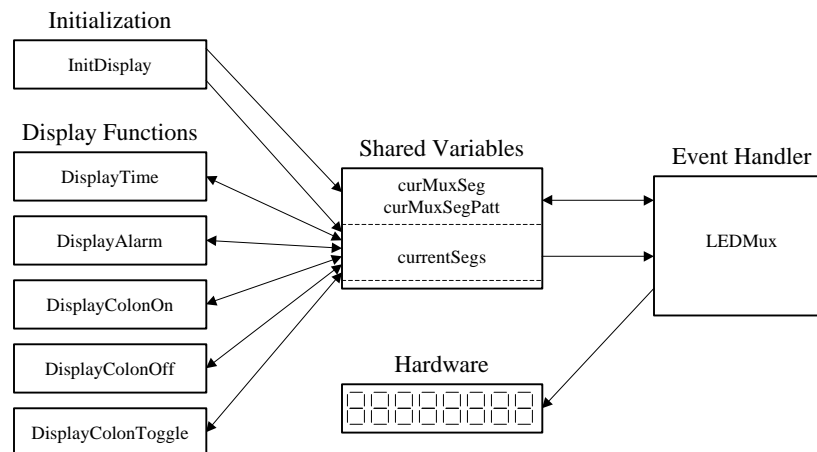 Initialization
InitDisplay
Display Functions
DisplayTime
DisplayAlarm
DisplayColonOn
DisplayColonOff
DisplayColonToggle
Shared Variables
curMuxSeg
curMuxSegPatt
currentSegs
Hardware
Event Handler
LEDMux